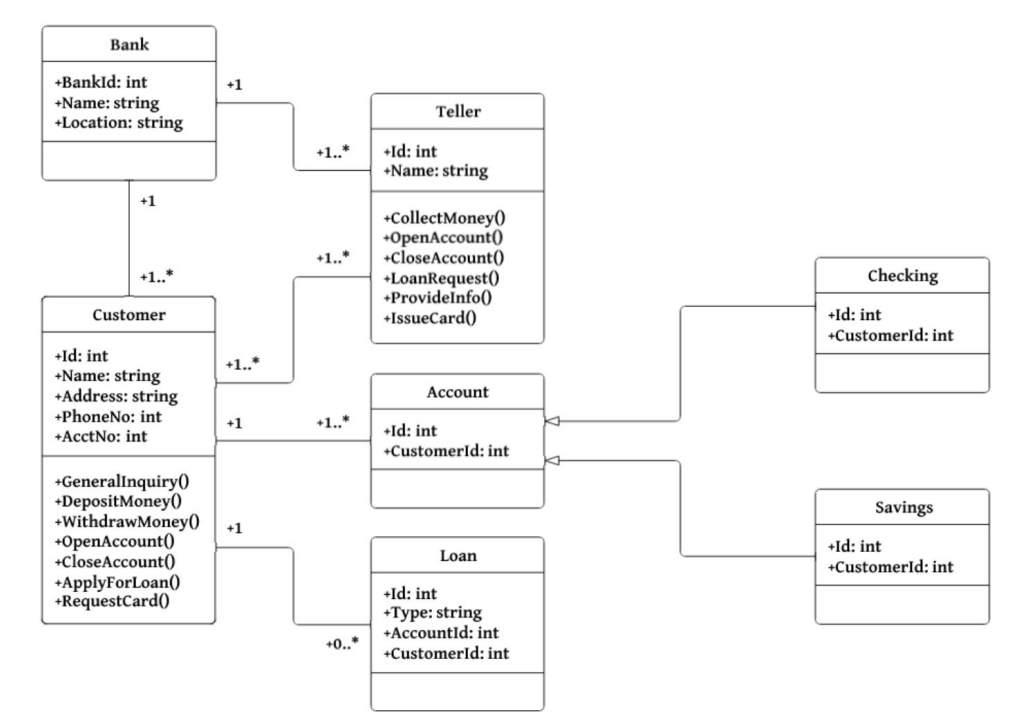 Bank
+BankId: int
+Name: string
+Location: string
+1
+1..*
Teller
+Id: int
+Name: string
+CollectMoney()
+OpenAccount()
+CloseAccount()
+LoanRequest()
+ProvideInfo()
+IssueCard()
+1
+1..*
+1..*
+1..*
Customer
+Id: int
+Name: string
+Address: string
+PhoneNo: int
+AcctNo: int
+GeneralInquiry()
+DepositMoney()
+WithdrawMoney()
+OpenAccount()
+CloseAccount()
+ApplyForLoan()
+RequestCard()
+1
+1..*
Account
+Id: int
+CustomerId: int
+1
+0..*
Loan
+Id: int
+Type: string
+AccountId: int
+CustomerId: int
Checking
+Id: int
+CustomerId: int
Savings
+Id: int
+CustomerId: int